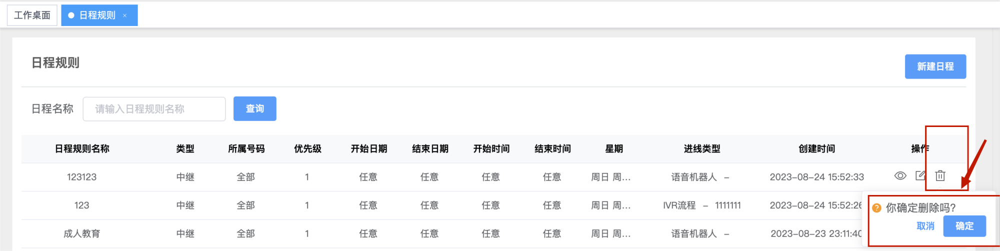 工作桌面 日程规则 ×
日程规则
新建日程
日程名称 请输入日程规则名称 查询
日程规则名称 类型 所属号码 优先级 开始日期 结束日期 开始时间 结束时间 星期 进线类型 创建时间 操作
123123 中继 全部 1 任意 任意 任意 任意 周日 周... 语音机器人 – 2023-08-24 15:52:33
123 中继 全部 1 任意 任意 任意 任意 周日 周... IVR流程 – 1111111 2023-08-24 15:52:26
你确定删除吗?
取消 确定
成人教育 中继 全部 1 任意 任意 任意 任意 周日 周... 语音机器人 – 2023-08-23 23:11:40